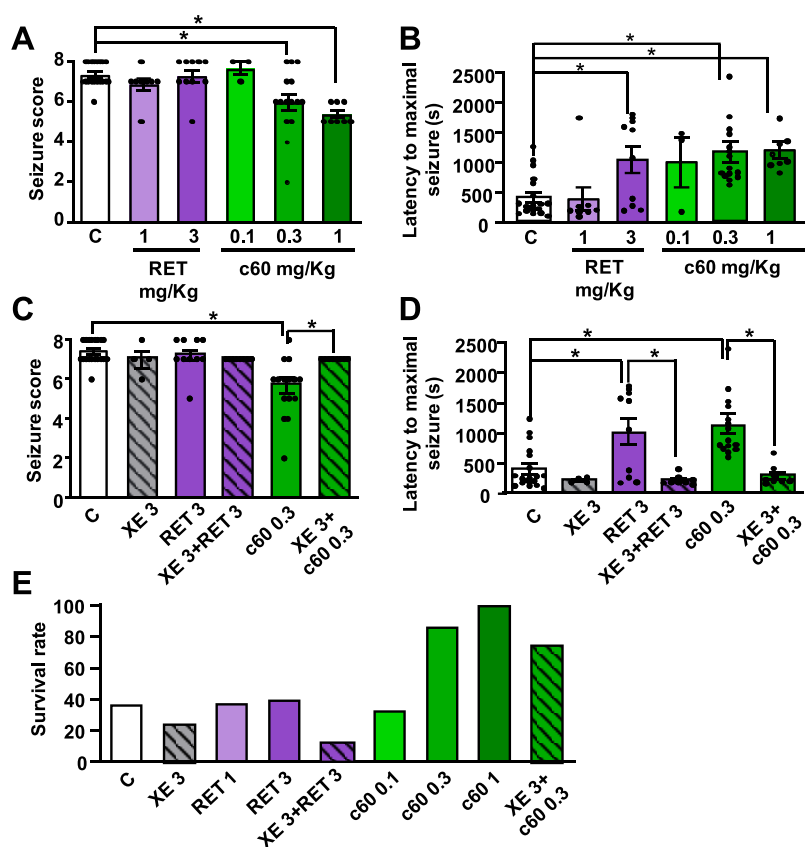 A
*
*
Seizure score
8
6
4
2
0
C
1
3
0.1
0.3
1
RET
mg/Kg
c60 mg/Kg
B
*
*
*
Latency to maximal
seizure (s)
2500
2000
1500
1000
500
0
C
1
3
0.1
0.3
1
RET
mg/Kg
c60 mg/Kg
C
*
*
Seizure score
8
6
4
2
0
C
XE 3
RET 3
XE 3+RET 3
c60 0.3
XE 3+
c60 0.3
D
*
*
*
*
Latency to maximal
seizure (s)
2500
2000
1500
1000
500
0
C
XE 3
RET 3
XE 3+RET 3
c60 0.3
XE 3+
c60 0.3
E
Survival rate
100
80
60
40
20
0
C
XE 3
RET 1
RET 3
XE 3+RET 3
c60 0.1
c60 0.3
c60 1
XE 3+
c60 0.3